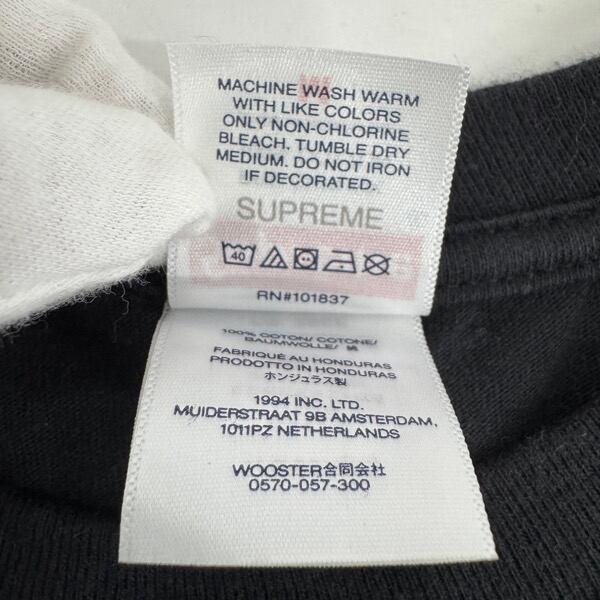 MACHINE WASH WARM
WITH LIKE COLORS
ONLY NON-CHLORINE
BLEACH. TUMBLE DRY
MEDIUM. DO NOT IRON
IF DECORATED.
SUPREME
40
RN#101837
100% COTON/ COTONE/
BAUMWOLLE/ 綿
FABRIQUÉ AU HONDURAS
PRODOTTO IN HONDURAS
ホンジュラス製
1994 INC. LTD.
MUIDERSTRAAT 9B AMSTERDAM,
1011PZ NETHERLANDS
WOOSTER合同会社
0570-057-300